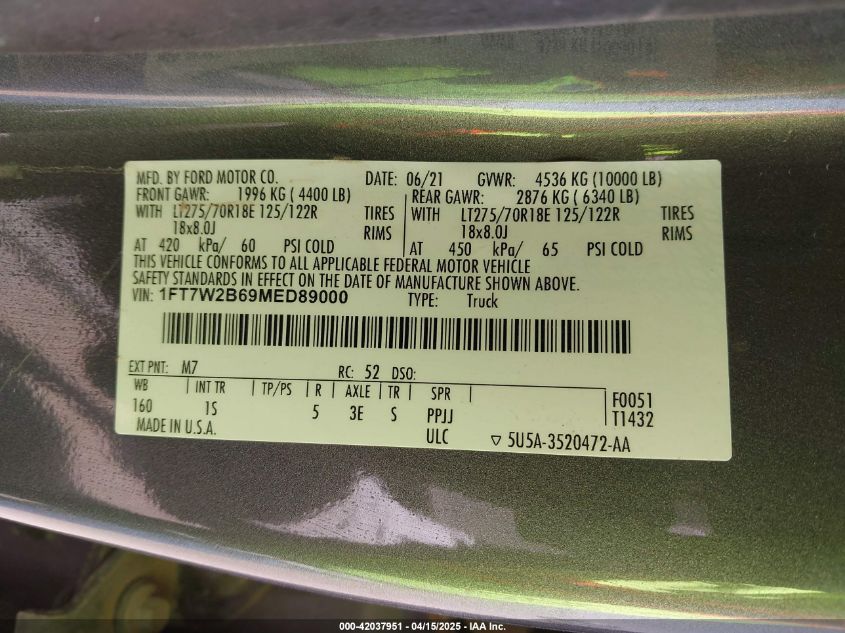 MFD. BY FORD MOTOR CO. DATE: 06/21 GVWR: 4536 KG (10000 LB)
FRONT GAWR: 1996 KG ( 4400 LB) REAR GAWR: 2876 KG ( 6340 LB)
WITH LT275/70R18E 125/122R TIRES WITH LT275/70R18E 125/122R TIRES
18x8.0J RIMS 18x8.0J RIMS
AT 420 kPa/ 60 PSI COLD AT 450 kPa/ 65 PSI COLD
THIS VEHICLE CONFORMS TO ALL APPLICABLE FEDERAL MOTOR VEHICLE
SAFETY STANDARDS IN EFFECT ON THE DATE OF MANUFACTURE SHOWN ABOVE.
VIN: 1FT7W2B69MED89000 TYPE: Truck
EXT PNT: M7 RC: 52 DSO:
WB INT TR TP/PS R AXLE TR SPR F0051
160 1S 5 3E S PPJJ T1432
MADE IN U.S.A. ULC 5U5A-3520472-AA
000-42037951 - 04/15/2025 - IAA Inc.